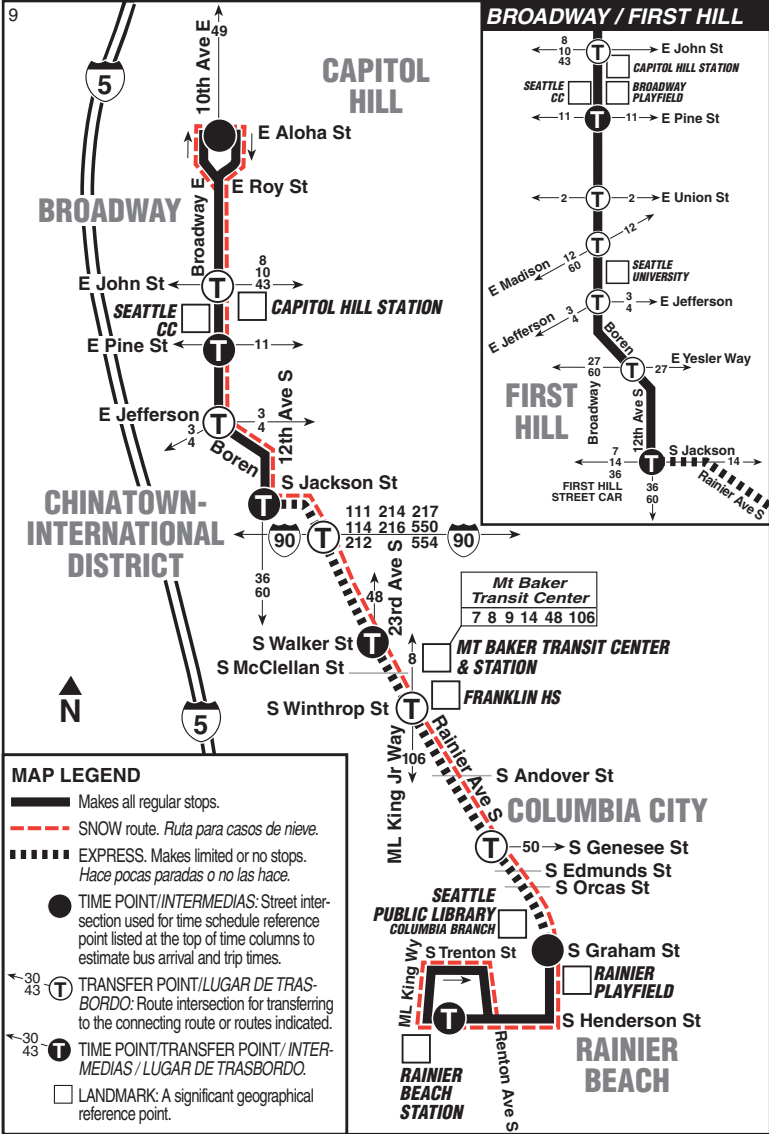 9
10th Ave E
49
CAPITOL
HILL
5
E Aloha St
E Roy St
BROADWAY
Broadway E
E John St
8
10
43
SEATTLE
CC
CAPITOL HILL STATION
E Pine St
11
E Jefferson
3
4
3
4
Boren
12th Ave S
S Jackson St
CHINATOWN-
INTERNATIONAL
DISTRICT
111 214 217
114 216 550
212 554
90
90
36
60
48
23rd Ave S
Mt Baker
Transit Center
7 8 9 14 48 106
S Walker St
MT BAKER TRANSIT CENTER
& STATION
S McClellan St
8
FRANKLIN HS
N
S Winthrop St
5
106
ML King Jr Way
Rainier Ave S
S Andover St
COLUMBIA CITY
50
S Genesee St
S Edmunds St
S Orcas St
SEATTLE
PUBLIC LIBRARY
COLUMBIA BRANCH
S Graham St
S Trenton St
RAINIER
PLAYFIELD
ML King Wy
S Henderson St
RAINIER
BEACH
STATION
Renton Ave S
RAINIER
BEACH
BROADWAY / FIRST HILL
8
10
43
E John St
CAPITOL HILL STATION
SEATTLE
CC
BROADWAY
PLAYFIELD
11
11
E Pine St
2
2
E Union St
12
12
60
E Madison
SEATTLE
UNIVERSITY
3
4
E Jefferson
3
4
E Jefferson
Boren
27
60
27
E Yesler Way
FIRST
HILL
Broadway
12th Ave S
S Jackson
7
14
36
14
FIRST HILL
STREET CAR
36
60
Rainier Ave S
MAP LEGEND
Makes all regular stops.
SNOW route. Ruta para casos de nieve.
EXPRESS. Makes limited or no stops.
Hace pocas paradas o no las hace.
TIME POINT/INTERMEDIAS: Street inter-
section used for time schedule reference
point listed at the top of time columns to
estimate bus arrival and trip times.
30
43
T
TRANSFER POINT/LUGAR DE TRAS-
BORDO: Route intersection for transferring
to the connecting route or routes indicated.
30
43
T
TIME POINT/TRANSFER POINT/ INTER-
MEDIAS / LUGAR DE TRASBORDO.
LANDMARK: A significant geographical
reference point.